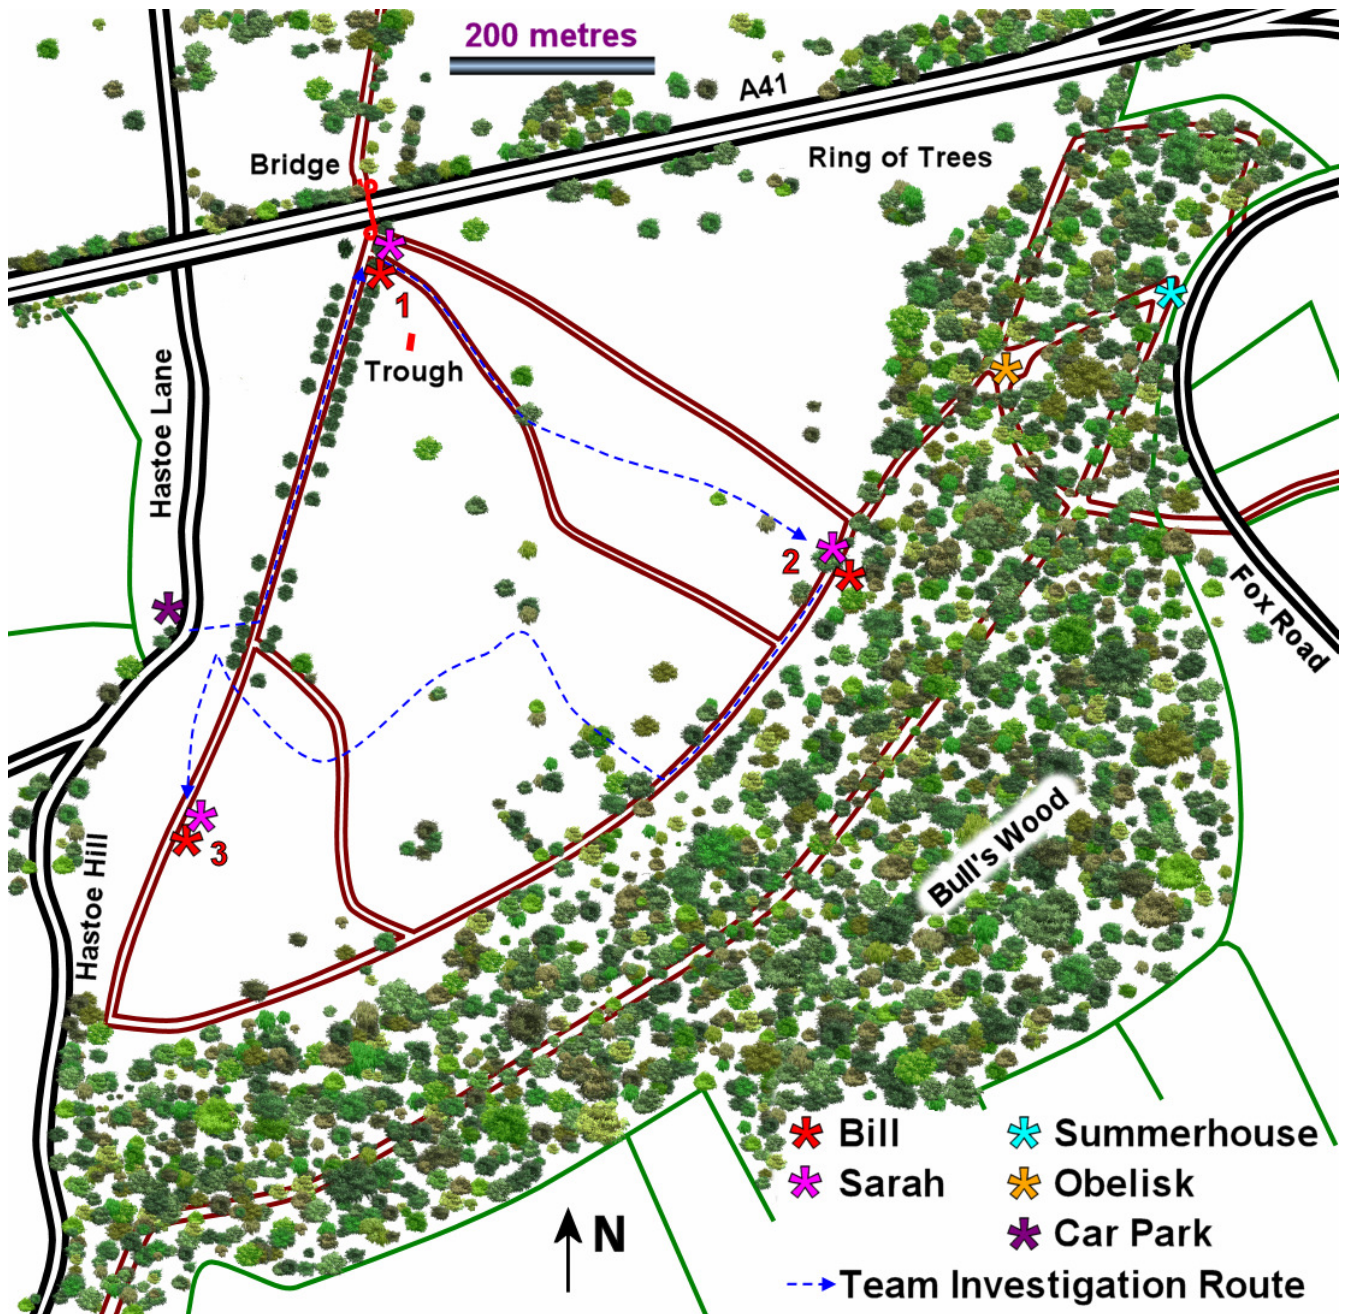 200 metres
A41
Bridge
Ring of Trees
1
Trough
Hastoe Lane
2
Fox Road
3
Hastoe Hill
Bull's Wood
Bill
Summerhouse
Sarah
Obelisk
N
Car Park
Team Investigation Route